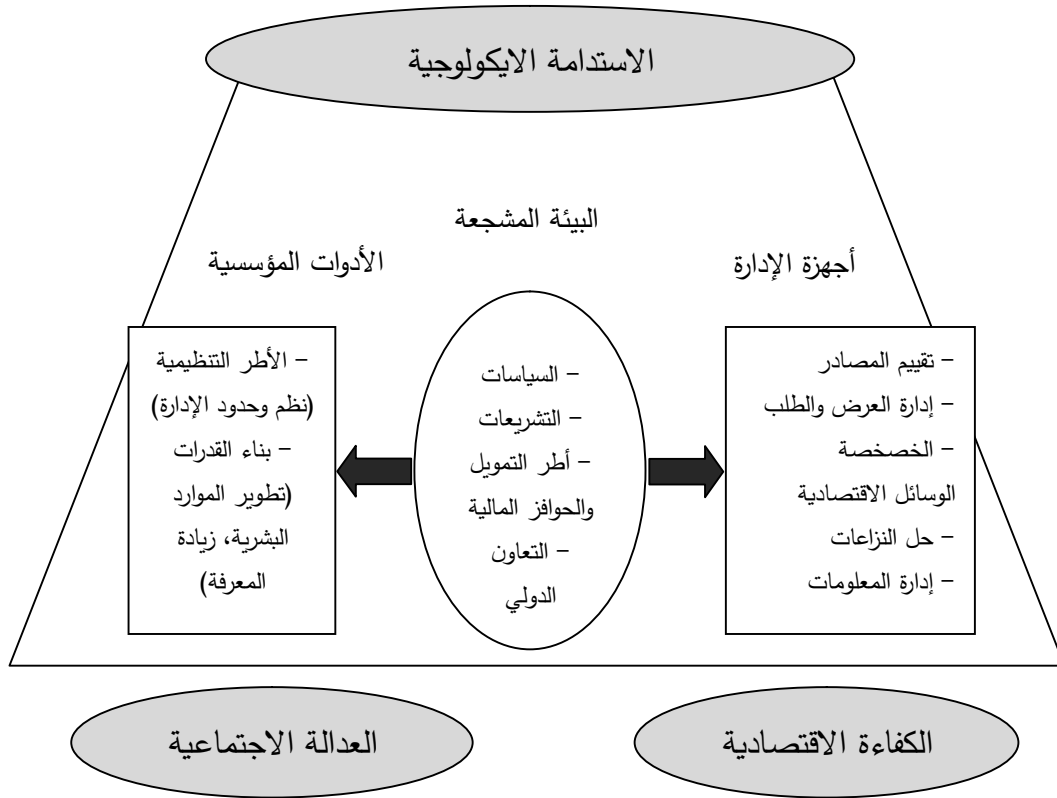 الاستدامة الايكولوجية
البيئة المشجعة
أجهزة الإدارة
الأدوات المؤسسية
– تقييم المصادر
– إدارة العرض والطلب
– الخصخصة
الوسائل الاقتصادية
– حل النزاعات
– إدارة المعلومات
– السياسات
– التشريعات
– أطر التمويل
والحوافز المالية
– التعاون
الدولي
– الأطر التنظيمية
(نظم وحدود الإدارة)
– بناء القدرات
(تطوير الموارد
البشرية، زيادة
المعرفة)
الكفاءة الاقتصادية
العدالة الاجتماعية